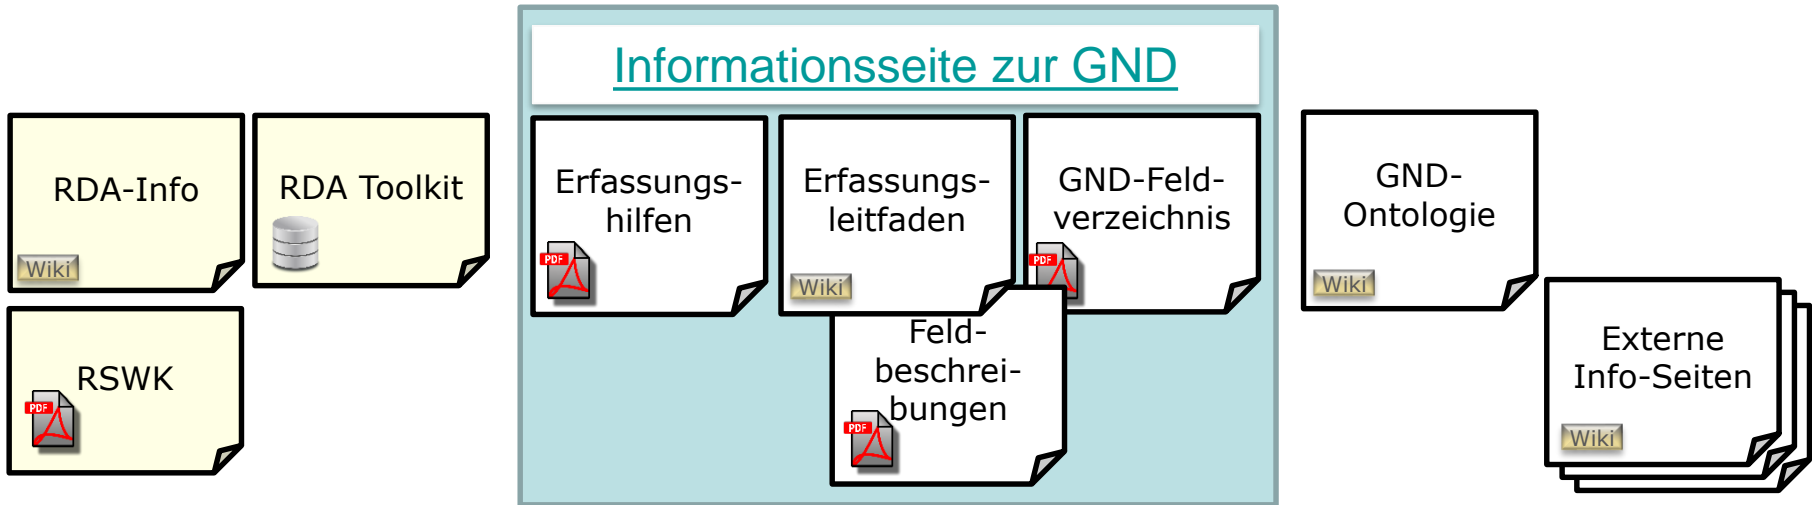 Informationsseite zur GND
RDA-Info
Wiki
RDA Toolkit
RSWK
PDF
Erfassungs-
hilfen
PDF
Erfassungs-
leitfaden
Wiki
GND-Feld-
verzeichnis
PDF
Feld-
beschrei-
bungen
PDF
GND-
Ontologie
Wiki
Externe
Info-Seiten
Wiki